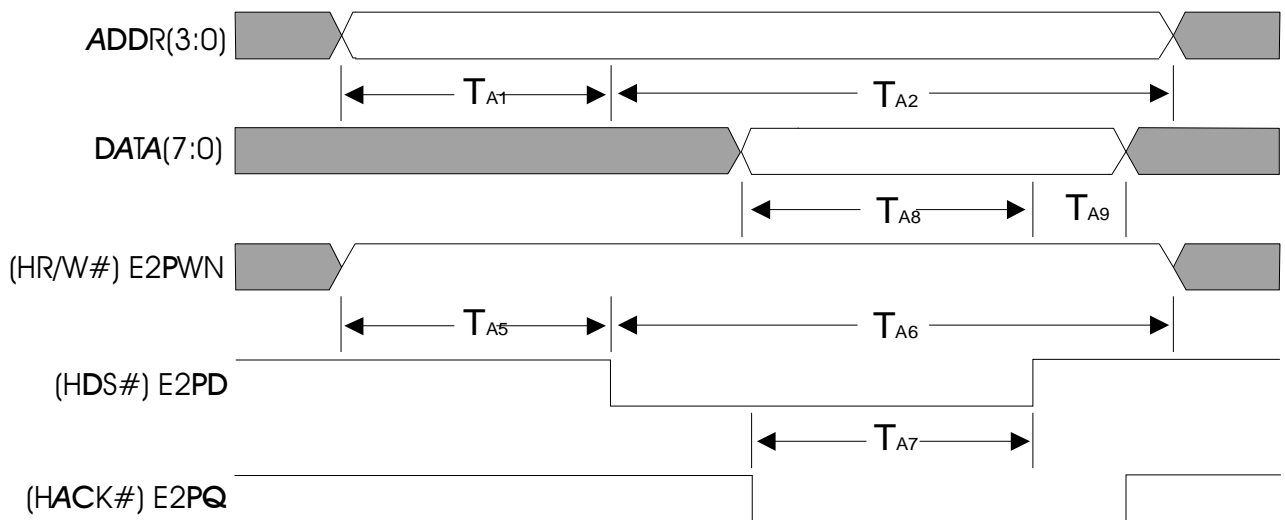 ADDR(3:0)
TA1
TA2
DATA(7:0)
TA8
TA9
(HR/W#) E2PWN
TA5
TA6
(HDS#) E2PD
TA7
(HACK#) E2PQ